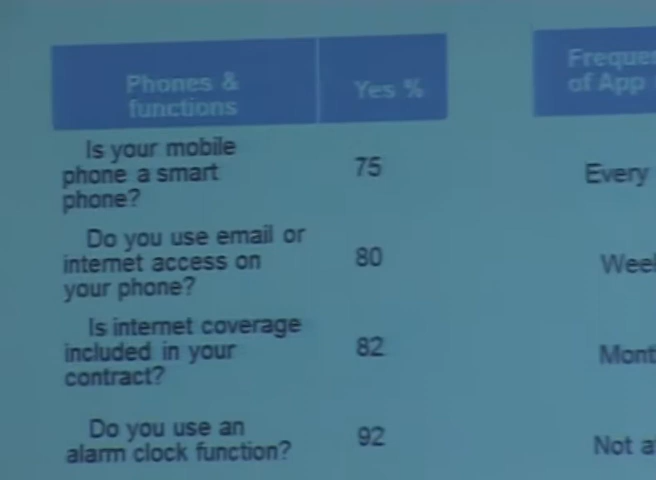 Phones &
functions
Yes %
Is your mobile
phone a smart
phone?
75
Do you use email or
internet access on
your phone?
80
Is internet coverage
included in your
contract?
82
Do you use an
alarm clock function?
92
of App
Every
Not